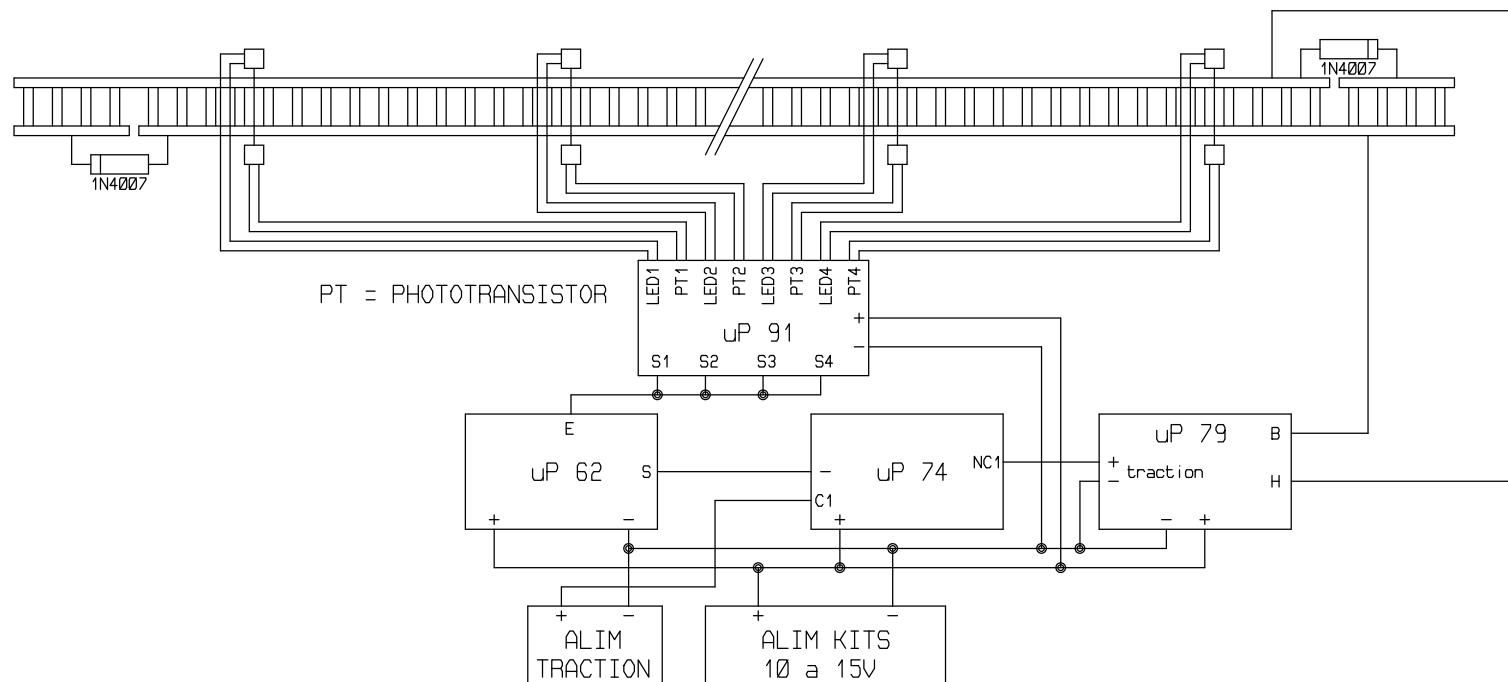 1N4007
1N4007
LED1 PT1 LED2 PT2 LED3 PT3 LED4 PT4
PT = PHOTOTRANSISTOR
+
uP 91
−
S1 S2 S3 S4
E
uP 62
S
+ −
−
uP 74
NC1
C1
+
uP 79
B
+ traction
−
H
− +
+ −
ALIM
TRACTION
+ −
ALIM KITS
10 a 15V